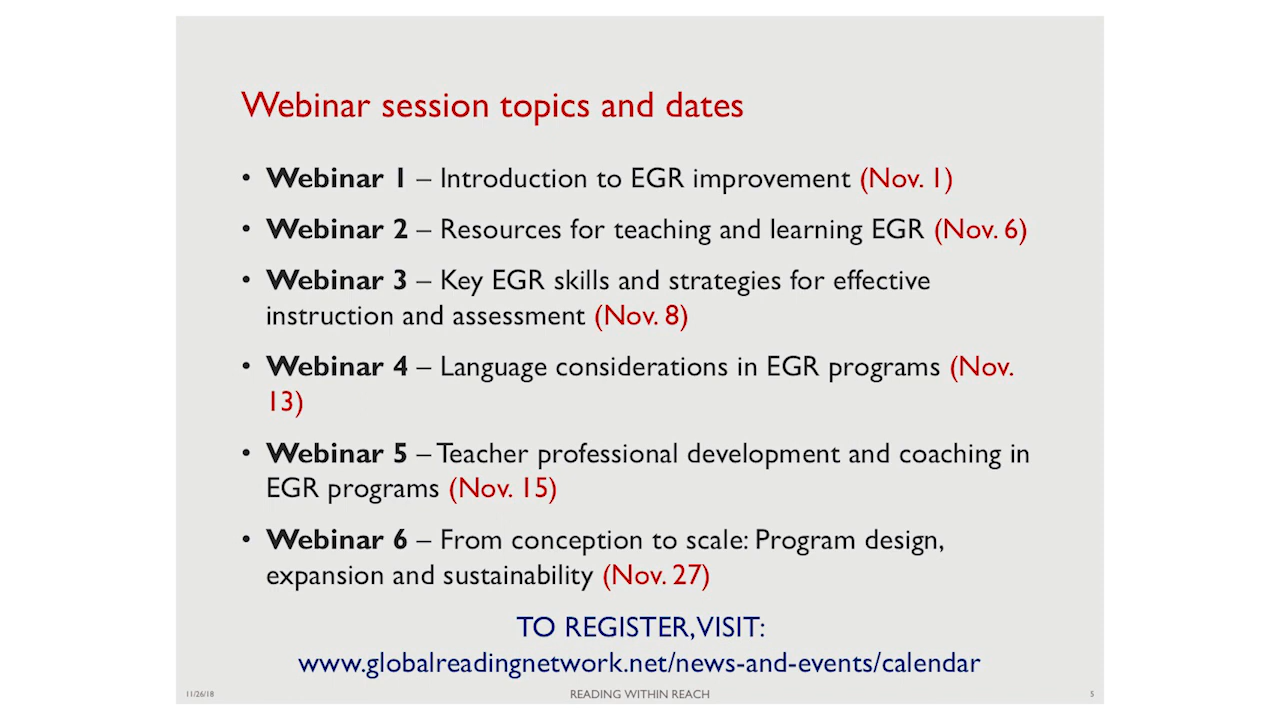 Webinar session topics and dates
• Webinar 1 – Introduction to EGR improvement (Nov. 1)
• Webinar 2 – Resources for teaching and learning EGR (Nov. 6)
• Webinar 3 – Key EGR skills and strategies for effective
instruction and assessment (Nov. 8)
• Webinar 4 – Language considerations in EGR programs (Nov.
13)
• Webinar 5 – Teacher professional development and coaching in
EGR programs (Nov. 15)
• Webinar 6 – From conception to scale: Program design,
expansion and sustainability (Nov. 27)
TO REGISTER, VISIT:
www.globalreadingnetwork.net/news-and-events/calendar
11/26/18
READING WITHIN REACH
5